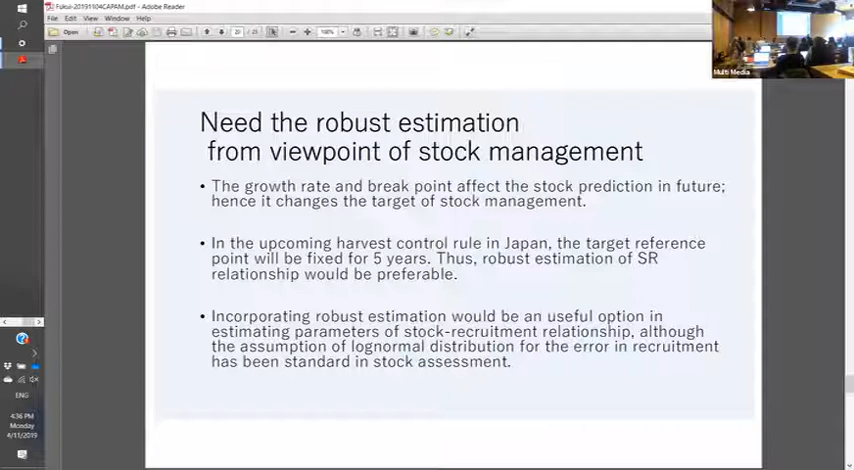 Fukui-20191104CAPAM.pdf - Adobe Reader
File Edit View Window Help
Open
100%
Multi Media
Need the robust estimation
from viewpoint of stock management
• The growth rate and break point affect the stock prediction in future;
hence it changes the target of stock management.
• In the upcoming harvest control rule in Japan, the target reference
point will be fixed for 5 years. Thus, robust estimation of SR
relationship would be preferable.
• Incorporating robust estimation would be an useful option in
estimating parameters of stock-recruitment relationship, although
the assumption of lognormal distribution for the error in recruitment
has been standard in stock assessment.
ENG
4:36 PM
Monday
4/11/2019